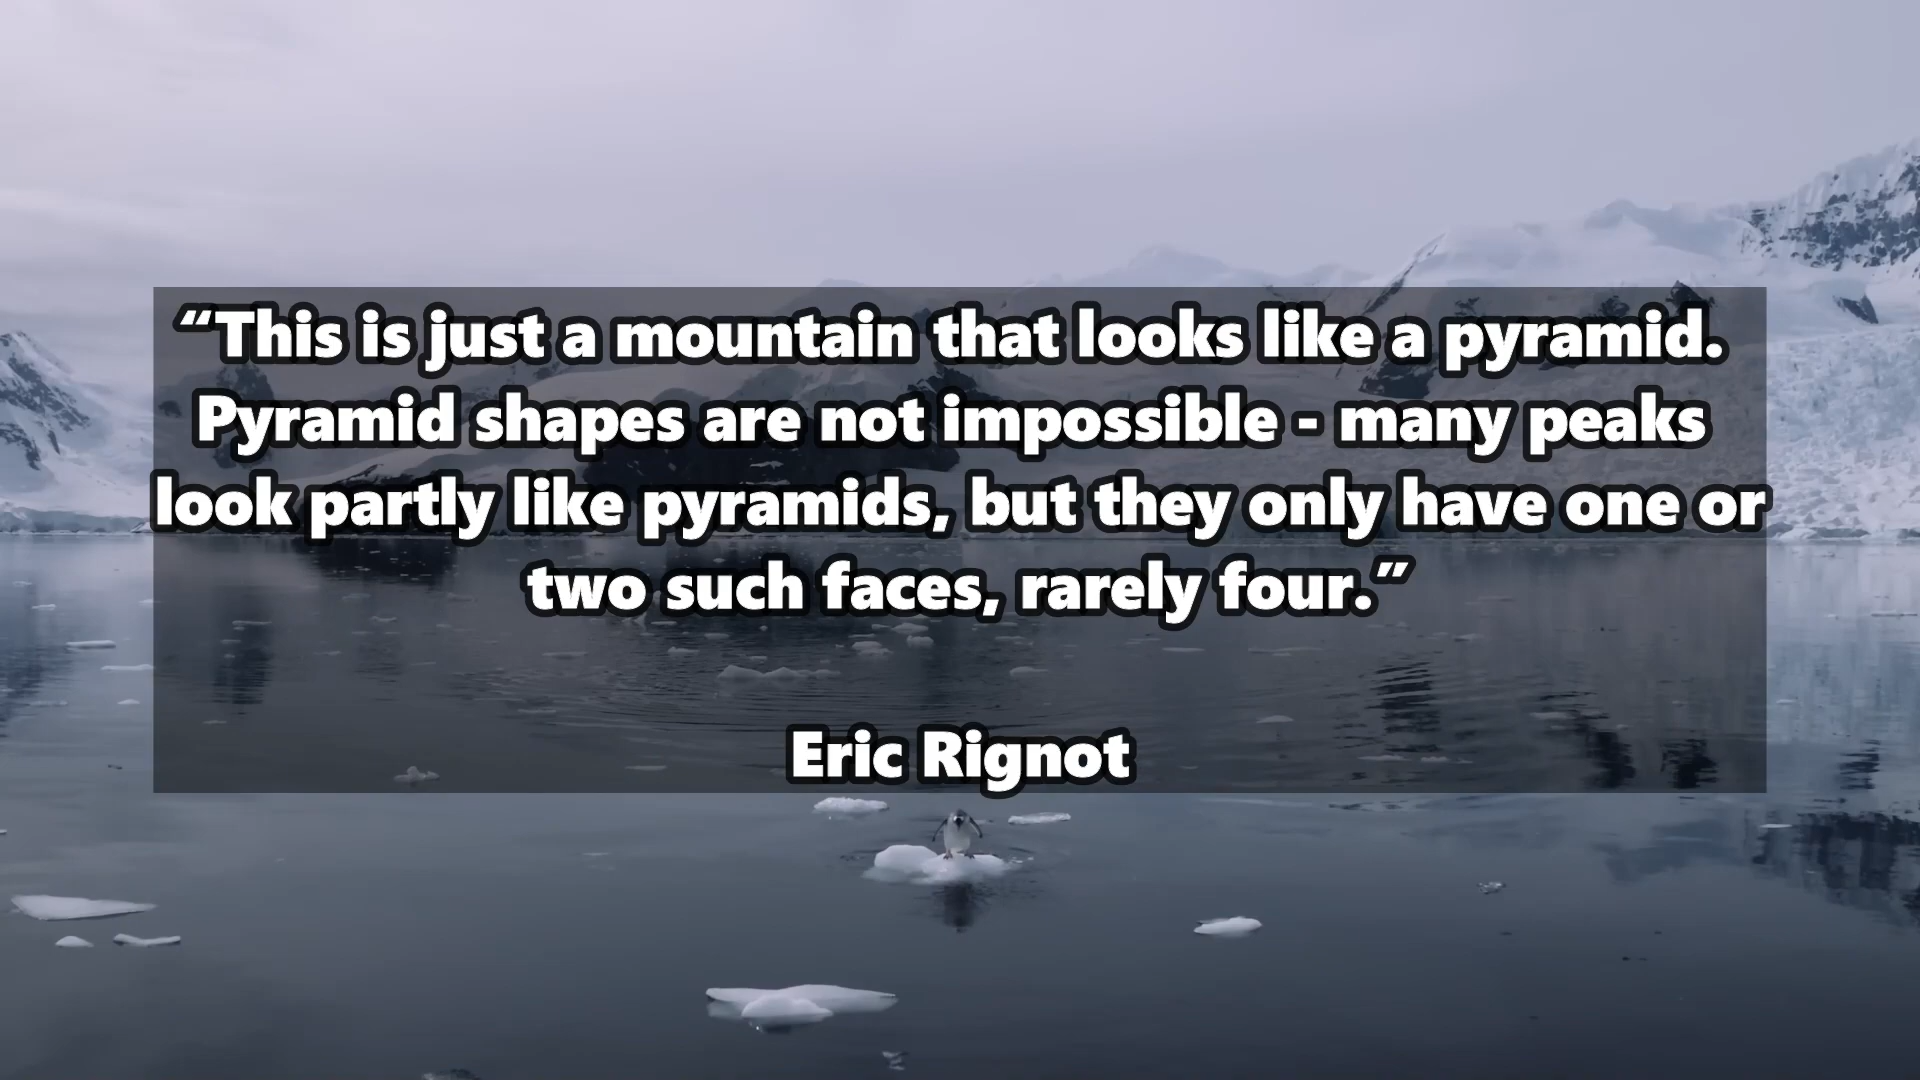 “This is just a mountain that looks like a pyramid.
Pyramid shapes are not impossible - many peaks
look partly like pyramids, but they only have one or
two such faces, rarely four.”
Eric Rignot